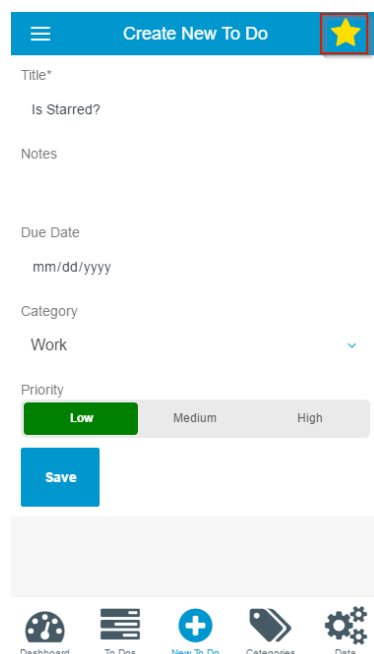 Create New To Do
Title*
Is Starred?
Notes
Due Date
mm/dd/yyyy
Category
Work
Priority
Low Medium High
Save
Dashboard To Dos New To Do Categories Data